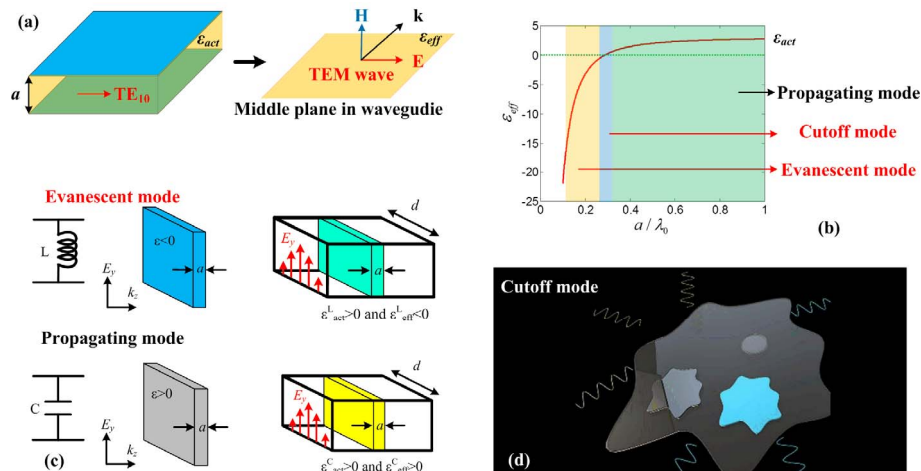 (a)
ε_act
a
TE₁₀
H
k
ε_eff
E
TEM wave
Middle plane in wavegudie
(b)
ε_eff
0
-5
-10
-15
-20
-25
0
0.2
0.4
0.6
0.8
1
a / λ₀
ε_act
Propagating mode
Cutoff mode
Evanescent mode
Evanescent mode
L
E_y
k_z
ε<0
a
E_y
a
d
ε^L_act>0 and ε^L_eff<0
Propagating mode
C
E_y
k_z
ε>0
a
E_y
a
d
ε^C_act>0 and ε^C_eff>0
(c)
Cutoff mode
(d)